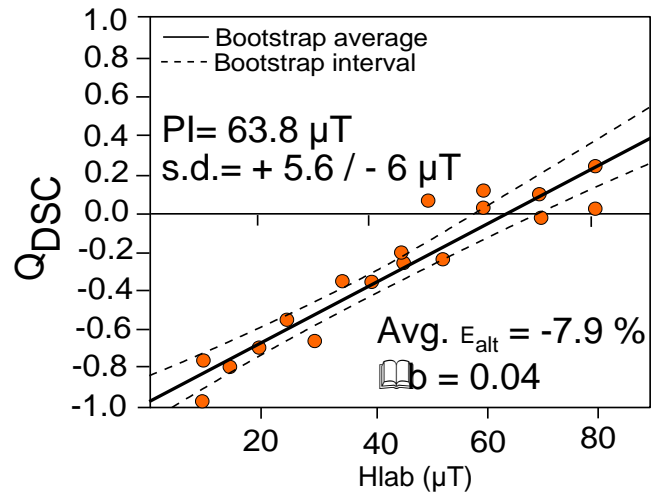 1.0
0.8
0.6
0.4
0.2
0.0
-0.2
-0.4
-0.6
-0.8
-1.0
QDSC
Bootstrap average
Bootstrap interval
PI= 63.8 µT
s.d.= + 5.6 / - 6 µT
Avg. Ealt = -7.9 %
🕮b = 0.04
20 40 60 80
Hlab (µT)